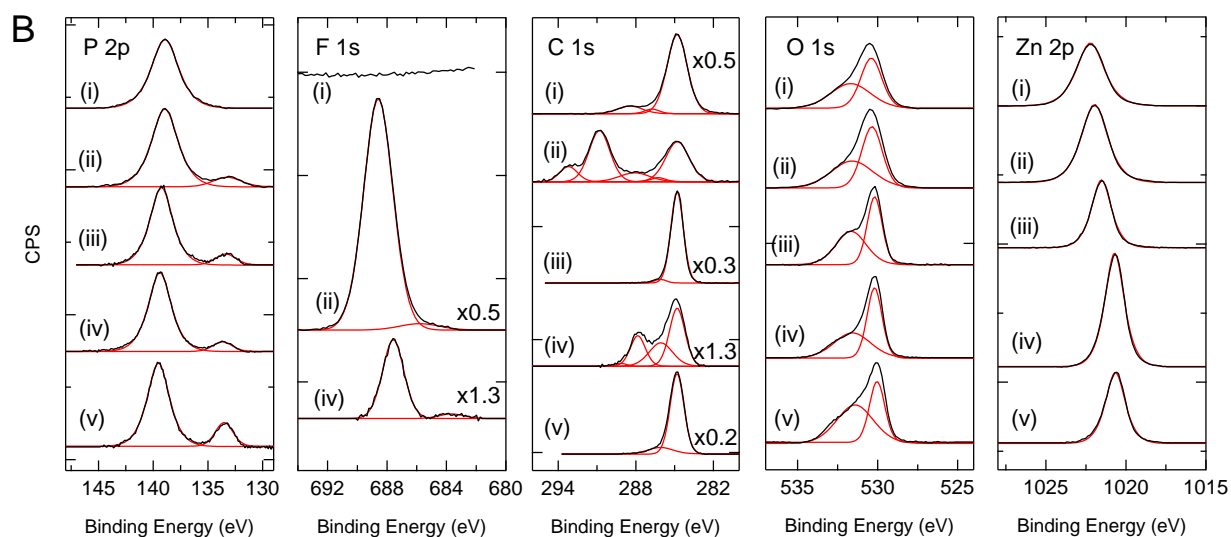 B
CPS
P 2p
(i)
(ii)
(iii)
(iv)
(v)
145 140 135 130
Binding Energy (eV)
F 1s
(i)
(ii)
x0.5
(iv)
x1.3
692 688 684 680
Binding Energy (eV)
C 1s
x0.5
(i)
(ii)
(iii)
x0.3
(iv)
x1.3
(v)
x0.2
294 288 282
Binding Energy (eV)
O 1s
(i)
(ii)
(iii)
(iv)
(v)
535 530 525
Binding Energy (eV)
Zn 2p
(i)
(ii)
(iii)
(iv)
(v)
1025 1020 1015
Binding Energy (eV)